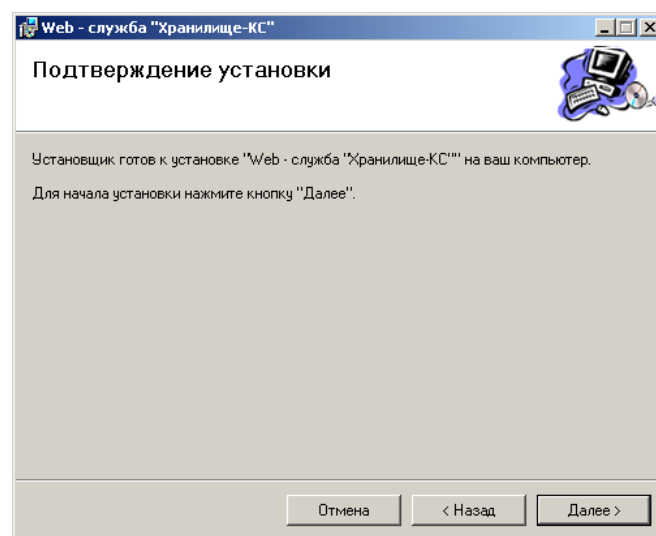 Web - служба "Хранилище-КС"
Подтверждение установки
Установщик готов к установке "Web - служба "Хранилище-КС"" на ваш компьютер.
Для начала установки нажмите кнопку "Далее".
Отмена
< Назад
Далее >